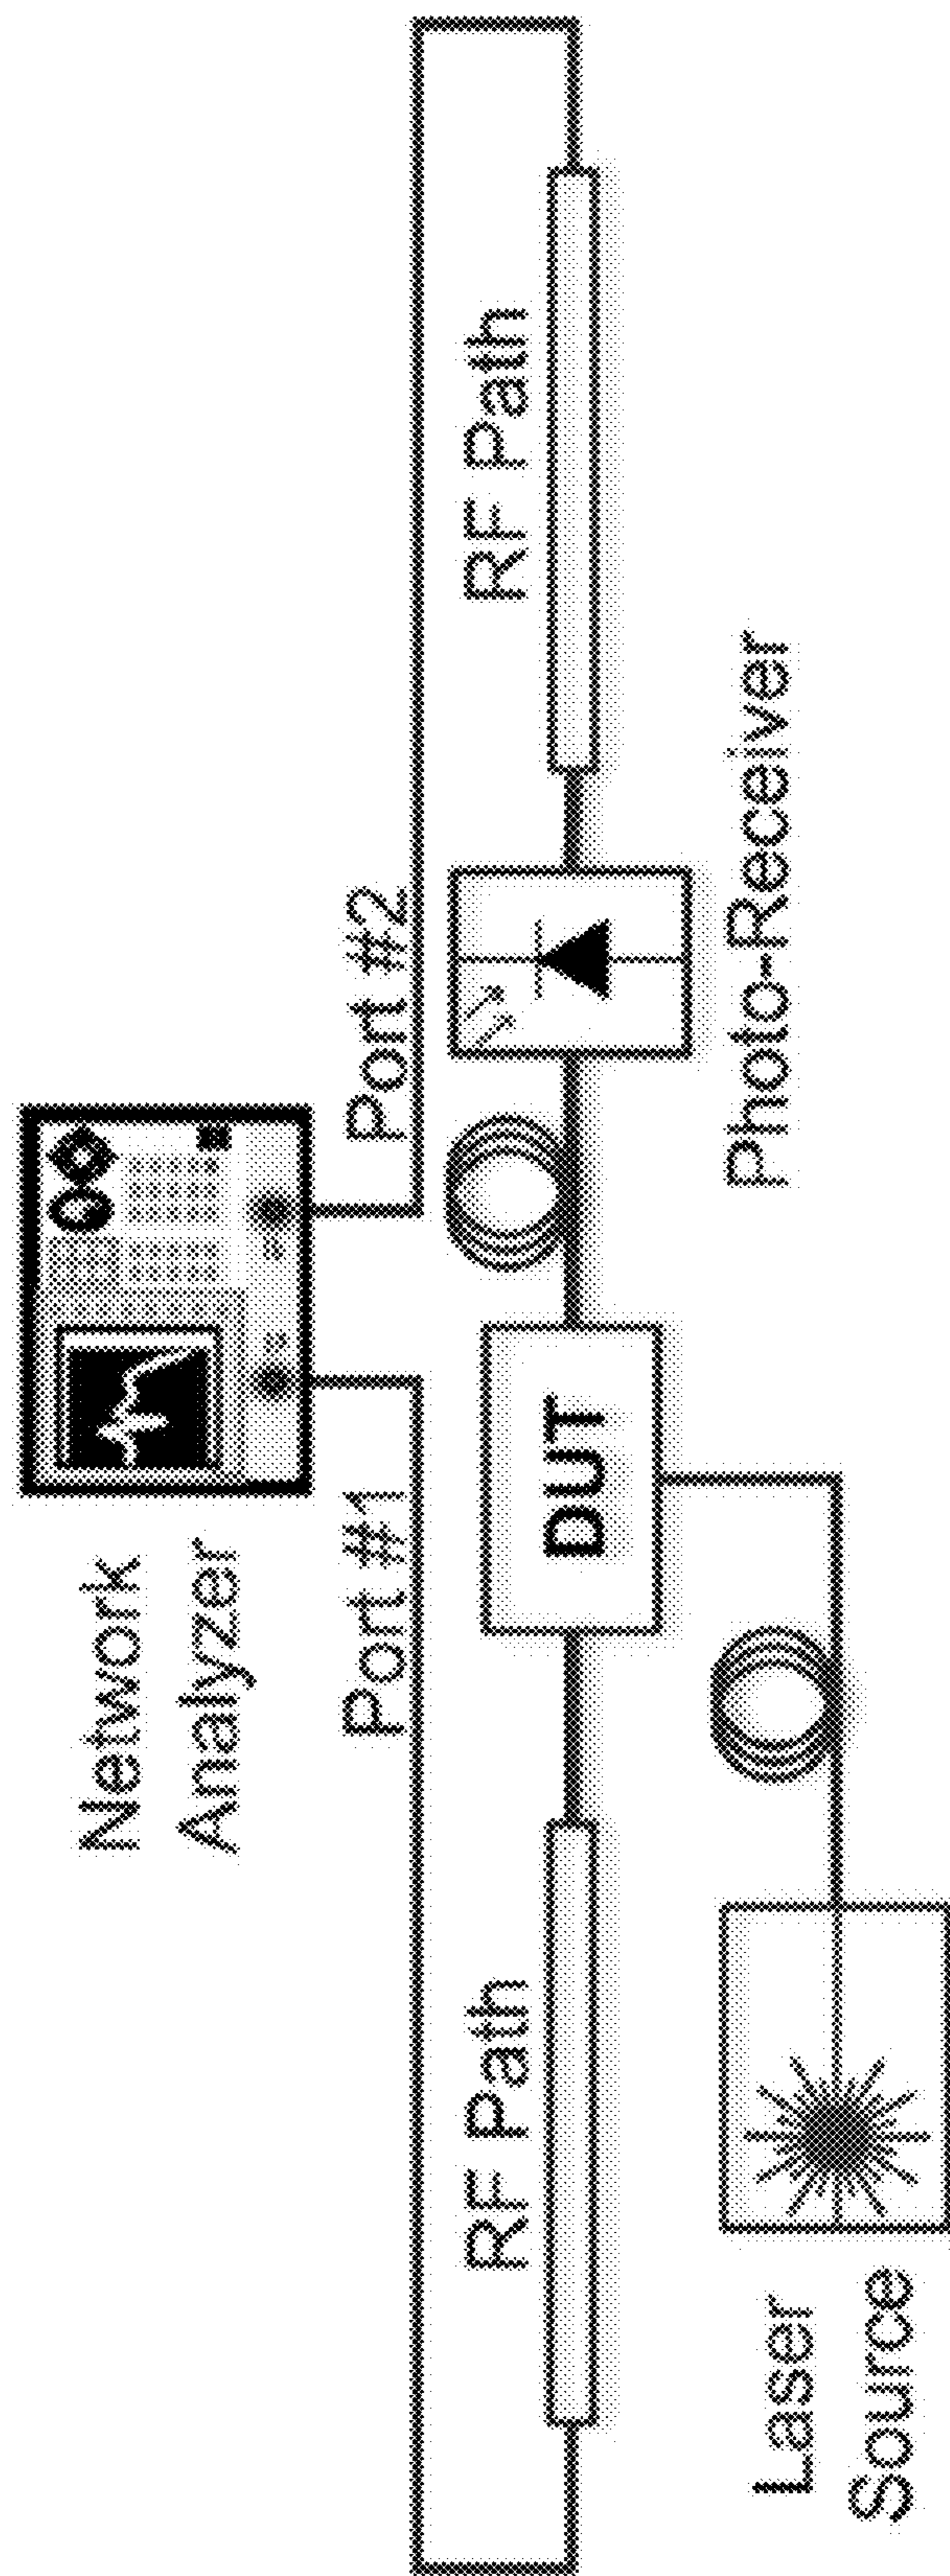 Network
Analyzer
Port #1
Port #2
RF Path
RF Path
DUT
Photo-Receiver
Laser
Source